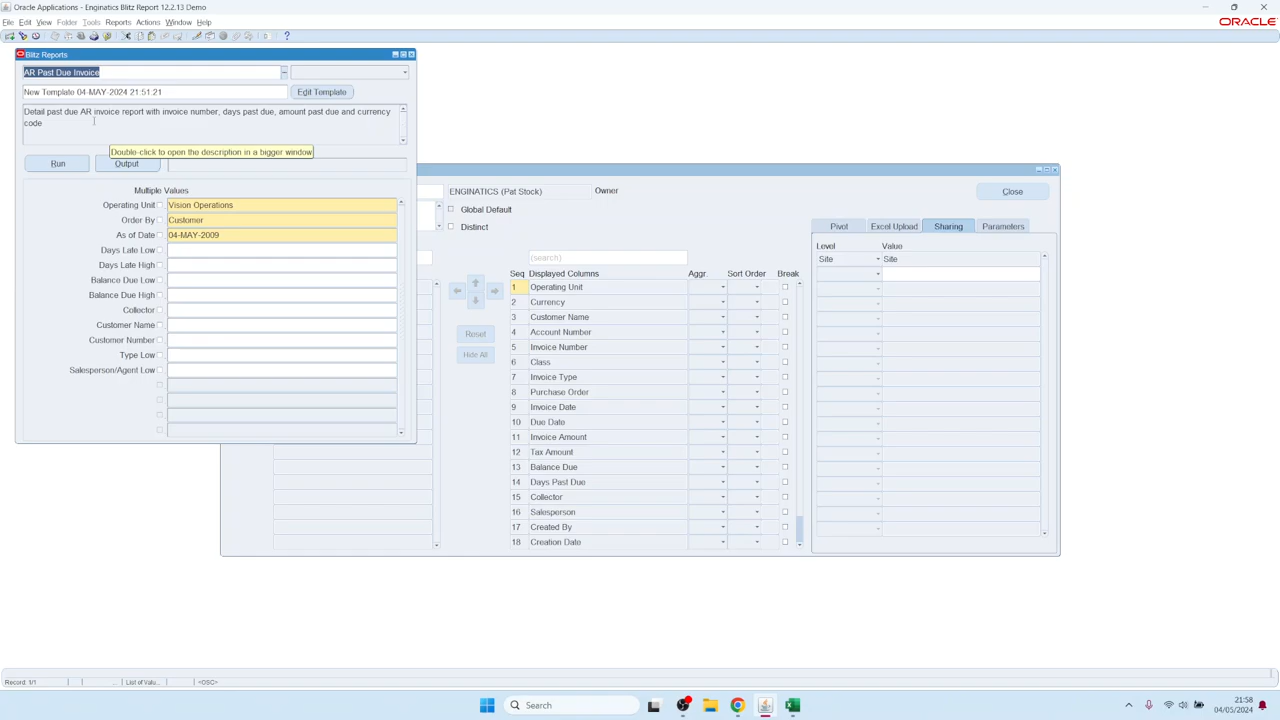 Oracle Applications - Enginatics Blitz Report 12.2.13 Demo
File Edit View Folder Tools Reports Actions Window Help
ORACLE
Blitz Reports
AR Past Due Invoice
New Template 04-MAY-2024 21:51:21
Edit Template
Detail past due AR invoice report with invoice number, days past due, amount past due and currency
code
Double-click to open the description in a bigger window
Run
Output
Multiple Values
Operating Unit Vision Operations
Order By Customer
As of Date 04-MAY-2009
Days Late Low
Days Late High
Balance Due Low
Balance Due High
Collector
Customer Name
Customer Number
Type Low
Salesperson/Agent Low
ENGINATICS (Pat Stock) Owner
Close
Global Default
Distinct
Pivot Excel Upload Sharing Parameters
Level Value
Site Site
(search)
Reset
Hide All
Seq Displayed Columns Aggr. Sort Order Break
1 Operating Unit
2 Currency
3 Customer Name
4 Account Number
5 Invoice Number
6 Class
7 Invoice Type
8 Purchase Order
9 Invoice Date
10 Due Date
11 Invoice Amount
12 Tax Amount
13 Balance Due
14 Days Past Due
15 Collector
16 Salesperson
17 Created By
18 Creation Date
Record: 1/1 ... List of Valu... <OSC>
Search
21:58
04/05/2024